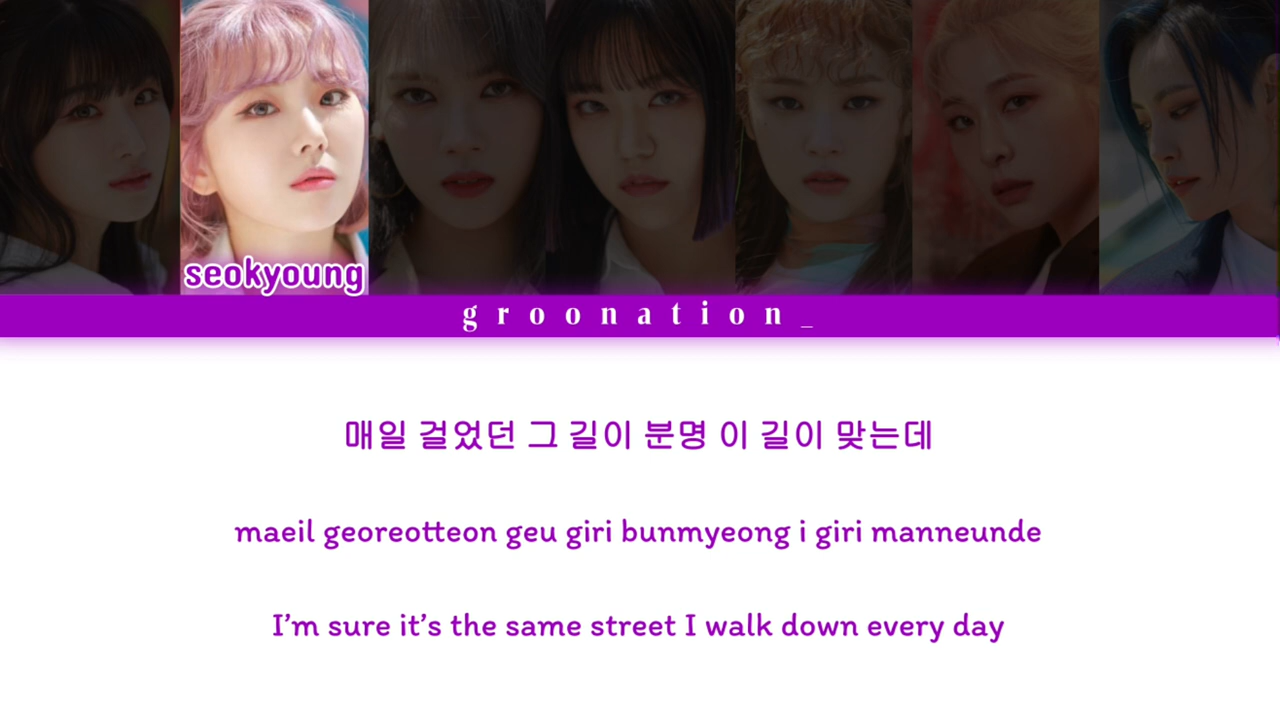 seokyoung
groonation_
매일 걸었던 그 길이 분명 이 길이 맞는데
maeil georeotteon geu giri bunmyeong i giri manneunde
I’m sure it’s the same street I walk down every day